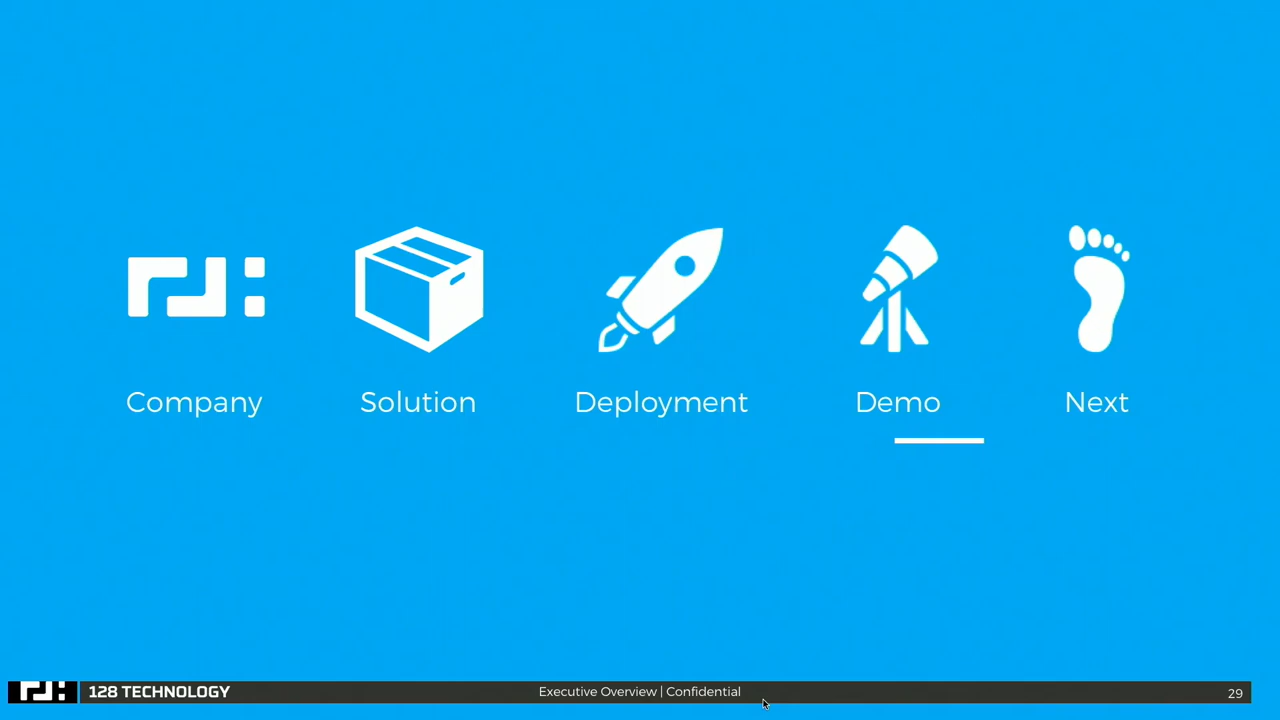 Company
Solution
Deployment
Demo
Next
128 TECHNOLOGY
Executive Overview | Confidential
29